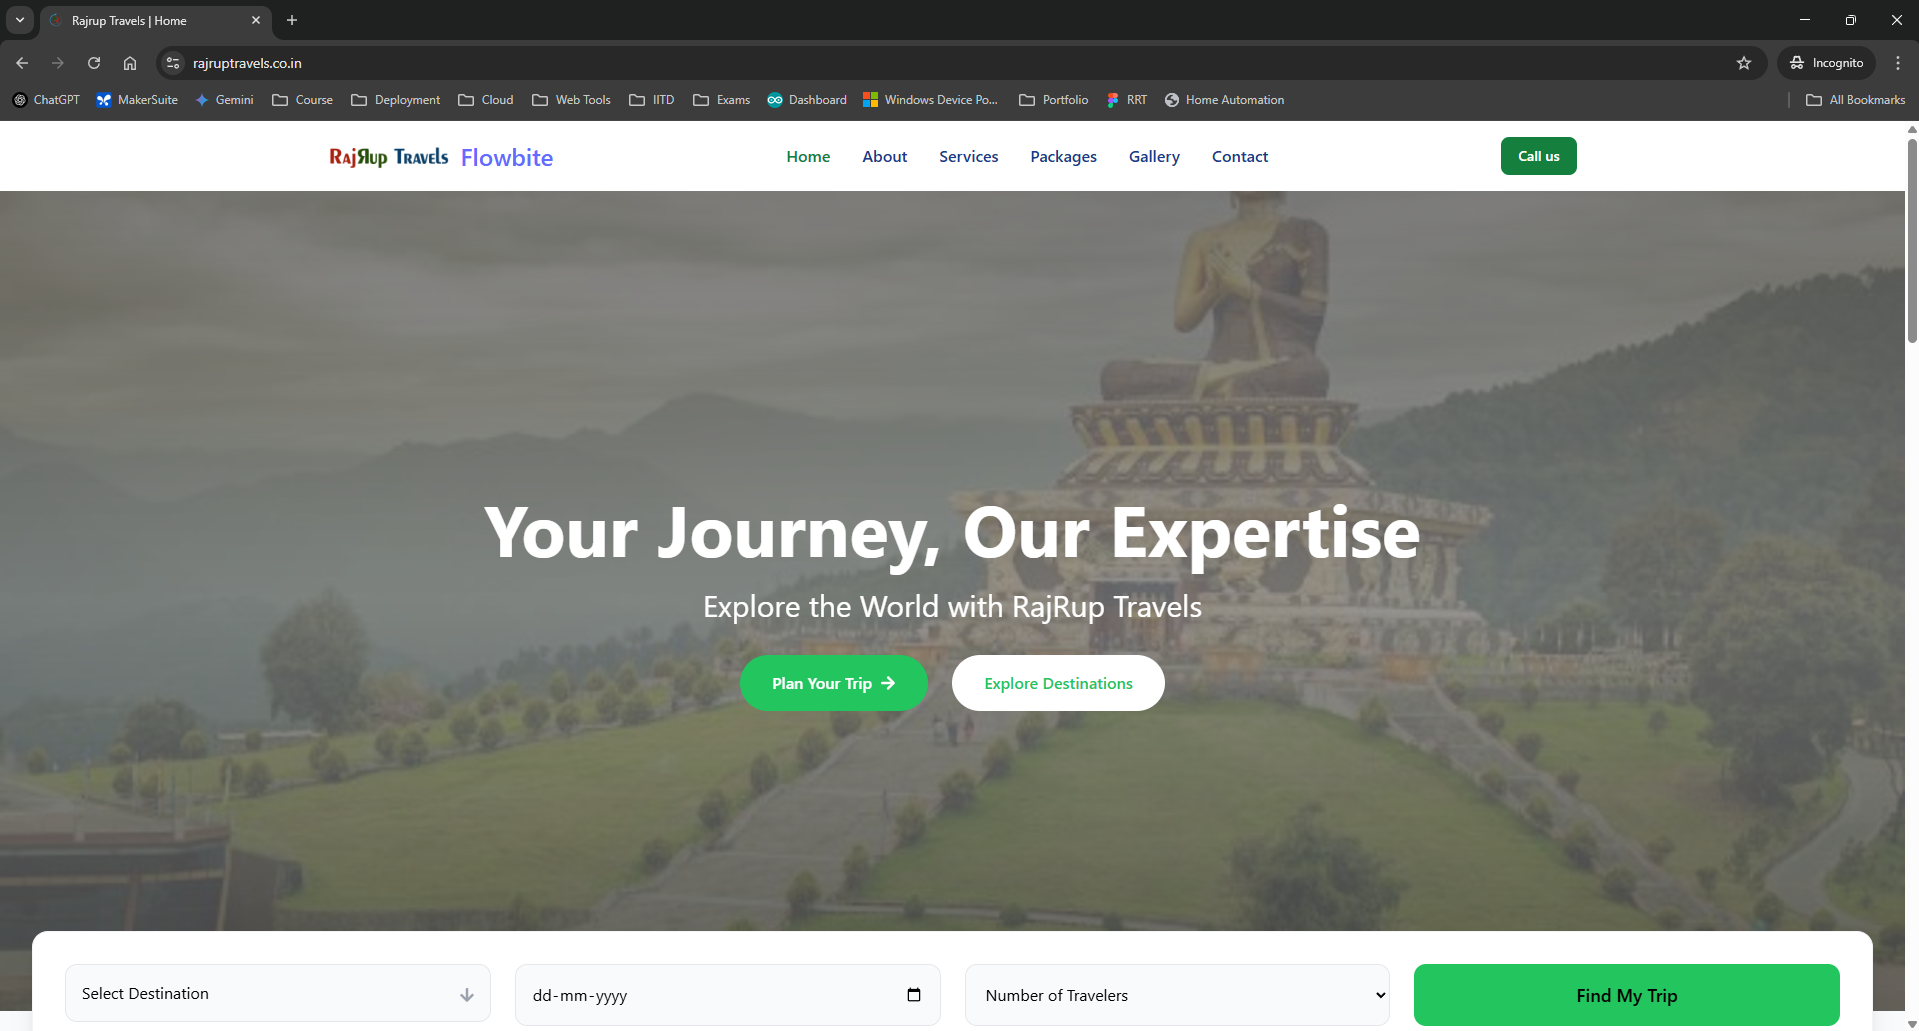 Rajrup Travels | Home
rajruptravels.co.in
Incognito
ChatGPT MakerSuite Gemini Course Deployment Cloud Web Tools IITD Exams Dashboard Windows Device Po... Portfolio RRT Home Automation All Bookmarks
RajЯup Travels Flowbite Home About Services Packages Gallery Contact Call us
Your Journey, Our Expertise
Explore the World with RajRup Travels
Plan Your Trip Explore Destinations
Select Destination dd-mm-yyyy Number of Travelers Find My Trip